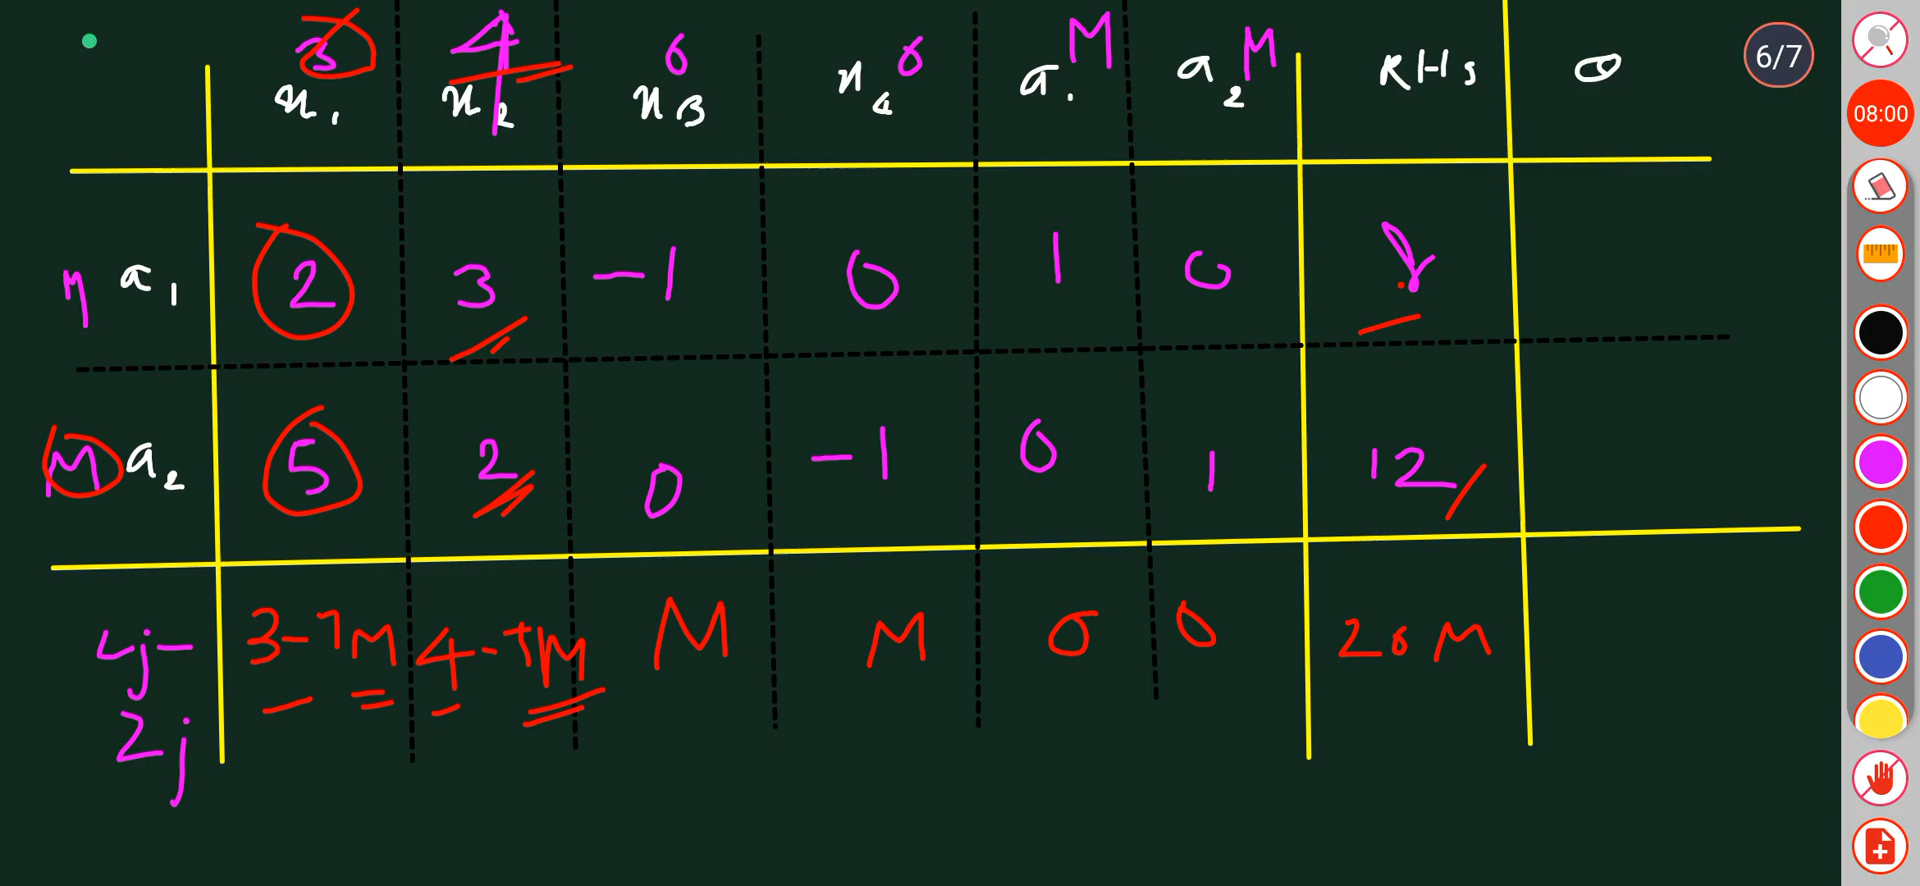 3 4 0 0 M M
x₁ x₂ x₃ x₄ a₁ a₂ RHS θ 6/7
08:00
M a₁ 2 3 -1 0 1 0 8
M a₂ 5 2 0 -1 0 1 12
Cj- 3-7M 4-5M M M 0 0 20M
Zj